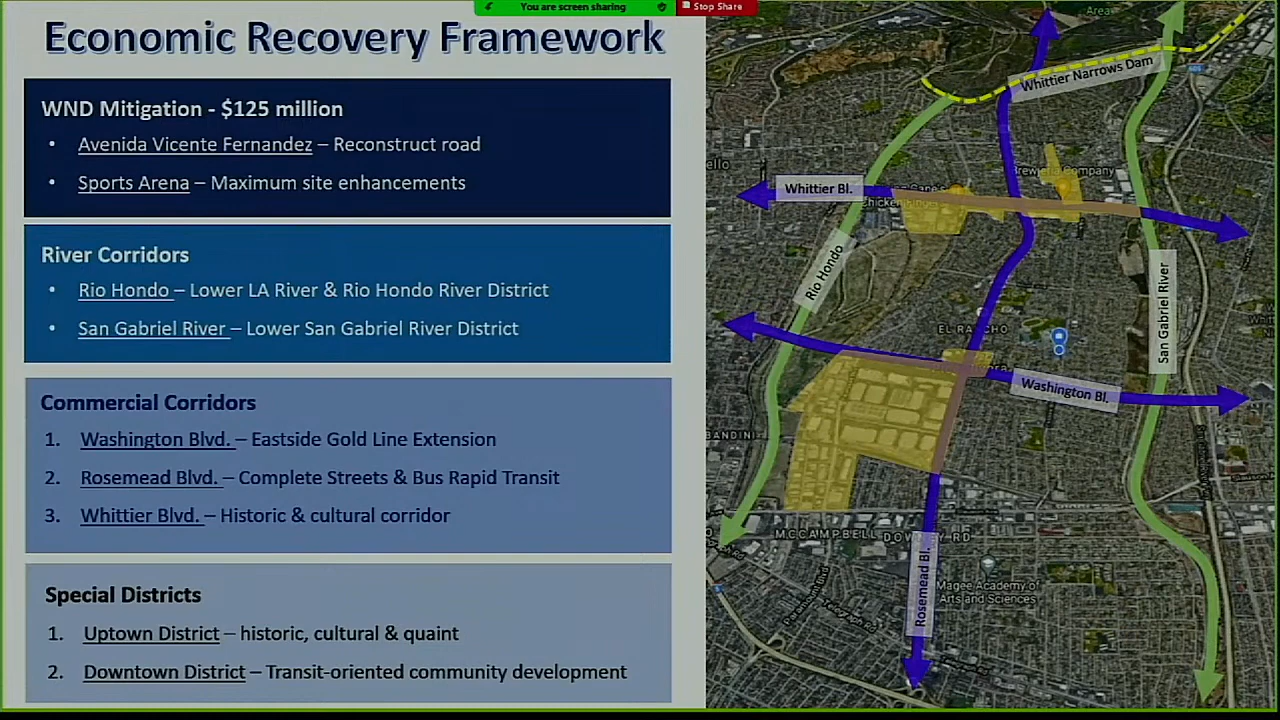 You are screen sharing
Stop Share
Economic Recovery Framework
WND Mitigation - $125 million
• Avenida Vicente Fernandez – Reconstruct road
• Sports Arena – Maximum site enhancements
River Corridors
• Rio Hondo – Lower LA River & Rio Hondo River District
• San Gabriel River – Lower San Gabriel River District
Commercial Corridors
1. Washington Blvd. – Eastside Gold Line Extension
2. Rosemead Blvd. – Complete Streets & Bus Rapid Transit
3. Whittier Blvd. – Historic & cultural corridor
Special Districts
1. Uptown District – historic, cultural & quaint
2. Downtown District – Transit-oriented community development
Area
Whittier Narrows Dam
Company
Whittier Bl.
Rio Hondo
San Gabriel River
Washington Bl.
BANDINI
MCCAMPBELL
Rosemead Bl.
Magee Academy of
Arts and Sciences
Telegraph Rd